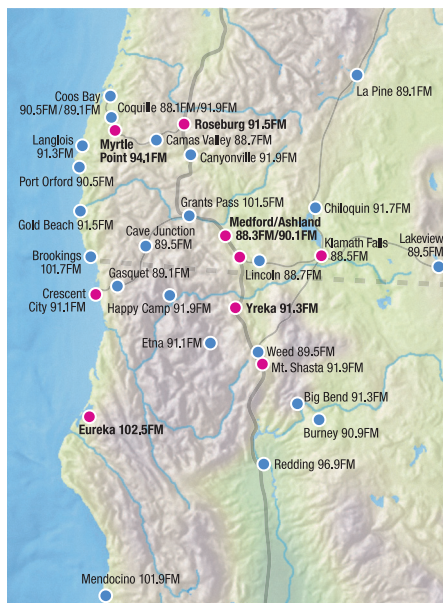 La Pine 89.1FM
Coos Bay
90.5FM/89.1FM
Coquille 88.1FM/91.9FM
Roseburg 91.5FM
Myrtle
Point 94.1FM
Camas Valley 88.7FM
Langlois
91.3FM
Canyonville 91.9FM
Port Orford 90.5FM
Grants Pass 101.5FM
Chiloquin 91.7FM
Gold Beach 91.5FM
Medford/Ashland
88.3FM/90.1FM
Cave Junction
89.5FM
Klamath Falls
88.5FM
Lakeview
89.5FM
Brookings
101.7FM
Lincoln 88.7FM
Gasquet 89.1FM
Crescent
City 91.1FM
Happy Camp 91.9FM
Yreka 91.3FM
Etna 91.1FM
Weed 89.5FM
Mt. Shasta 91.9FM
Big Bend 91.3FM
Burney 90.9FM
Eureka 102,5FM
Redding 96.9FM
Mendocino 101.9FM